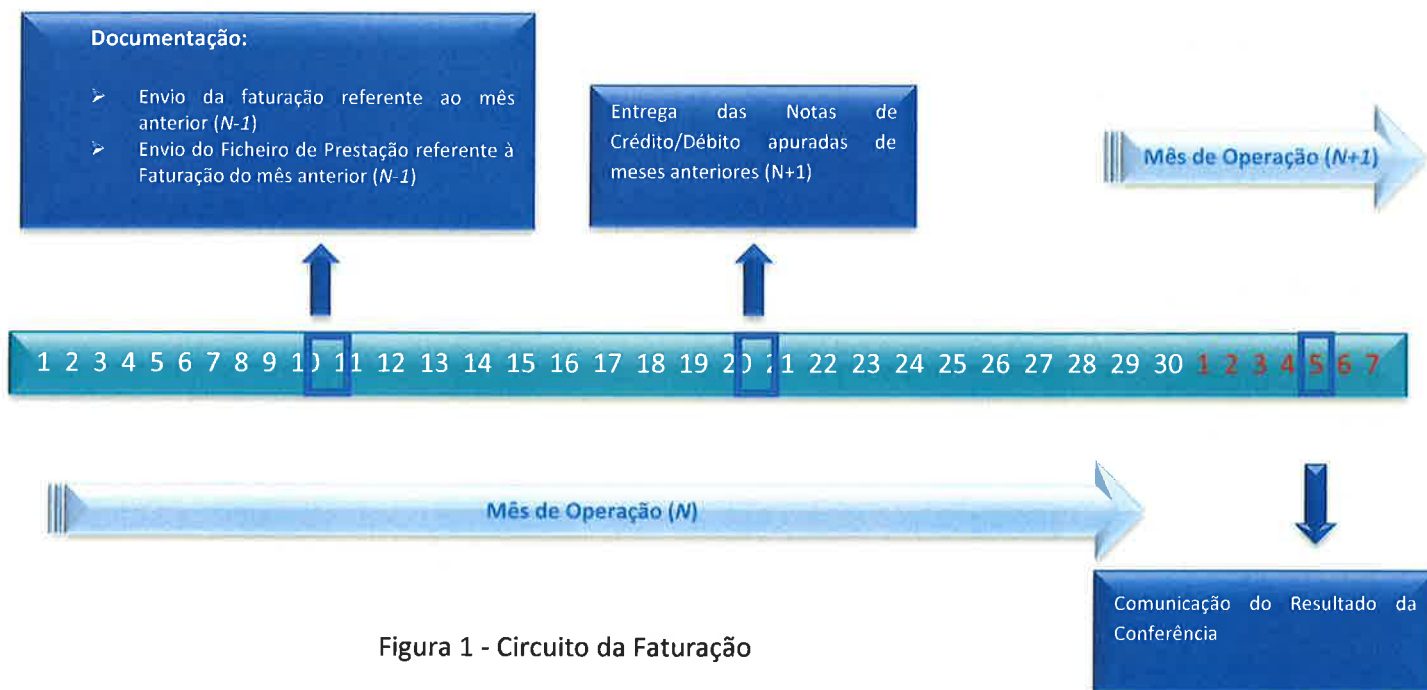 Documentação:
➢ Envio da faturação referente ao mês
anterior (N-1)
➢ Envio do Ficheiro de Prestação referente à
Faturação do mês anterior (N-1)
Entrega das Notas de
Crédito/Débito apuradas de
meses anteriores (N+1)
Mês de Operação (N+1)
1 2 3 4 5 6 7 8 9 10 11 12 13 14 15 16 17 18 19 20 21 22 23 24 25 26 27 28 29 30 1 2 3 4 5 6 7
Mês de Operação (N)
Comunicação do Resultado da
Conferência
Figura 1 - Circuito da Faturação